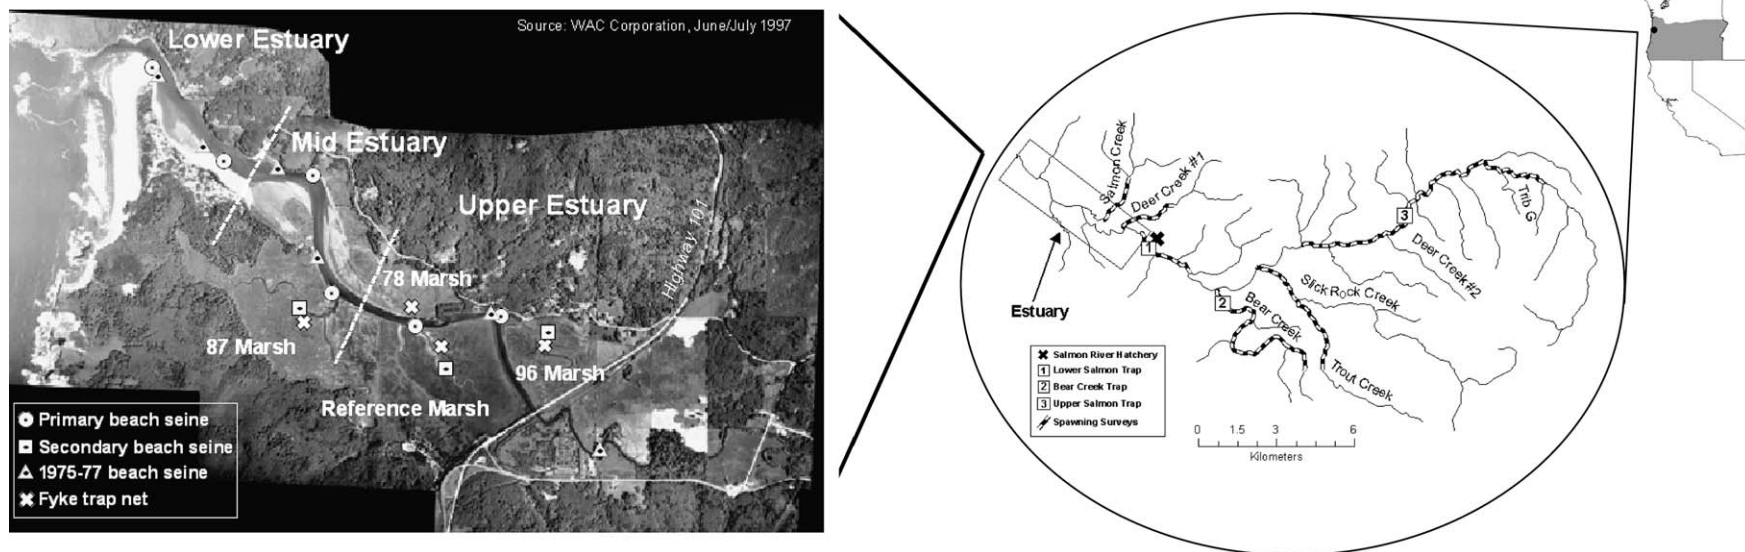 Source: WAC Corporation, June/July 1997
Lower Estuary
Mid Estuary
Upper Estuary
Highway 101
78 Marsh
87 Marsh
96 Marsh
Reference Marsh
Primary beach seine
Secondary beach seine
1975-77 beach seine
Fyke trap net
Salmon Creek
Deer Creek #1
Trib G
3
Deer Creek #2
1
Slick Rock Creek
2
Bear Creek
Estuary
Trout Creek
Salmon River Hatchery
1 Lower Salmon Trap
2 Bear Creek Trap
3 Upper Salmon Trap
Spawning Surveys
0 1.5 3 6
Kilometers